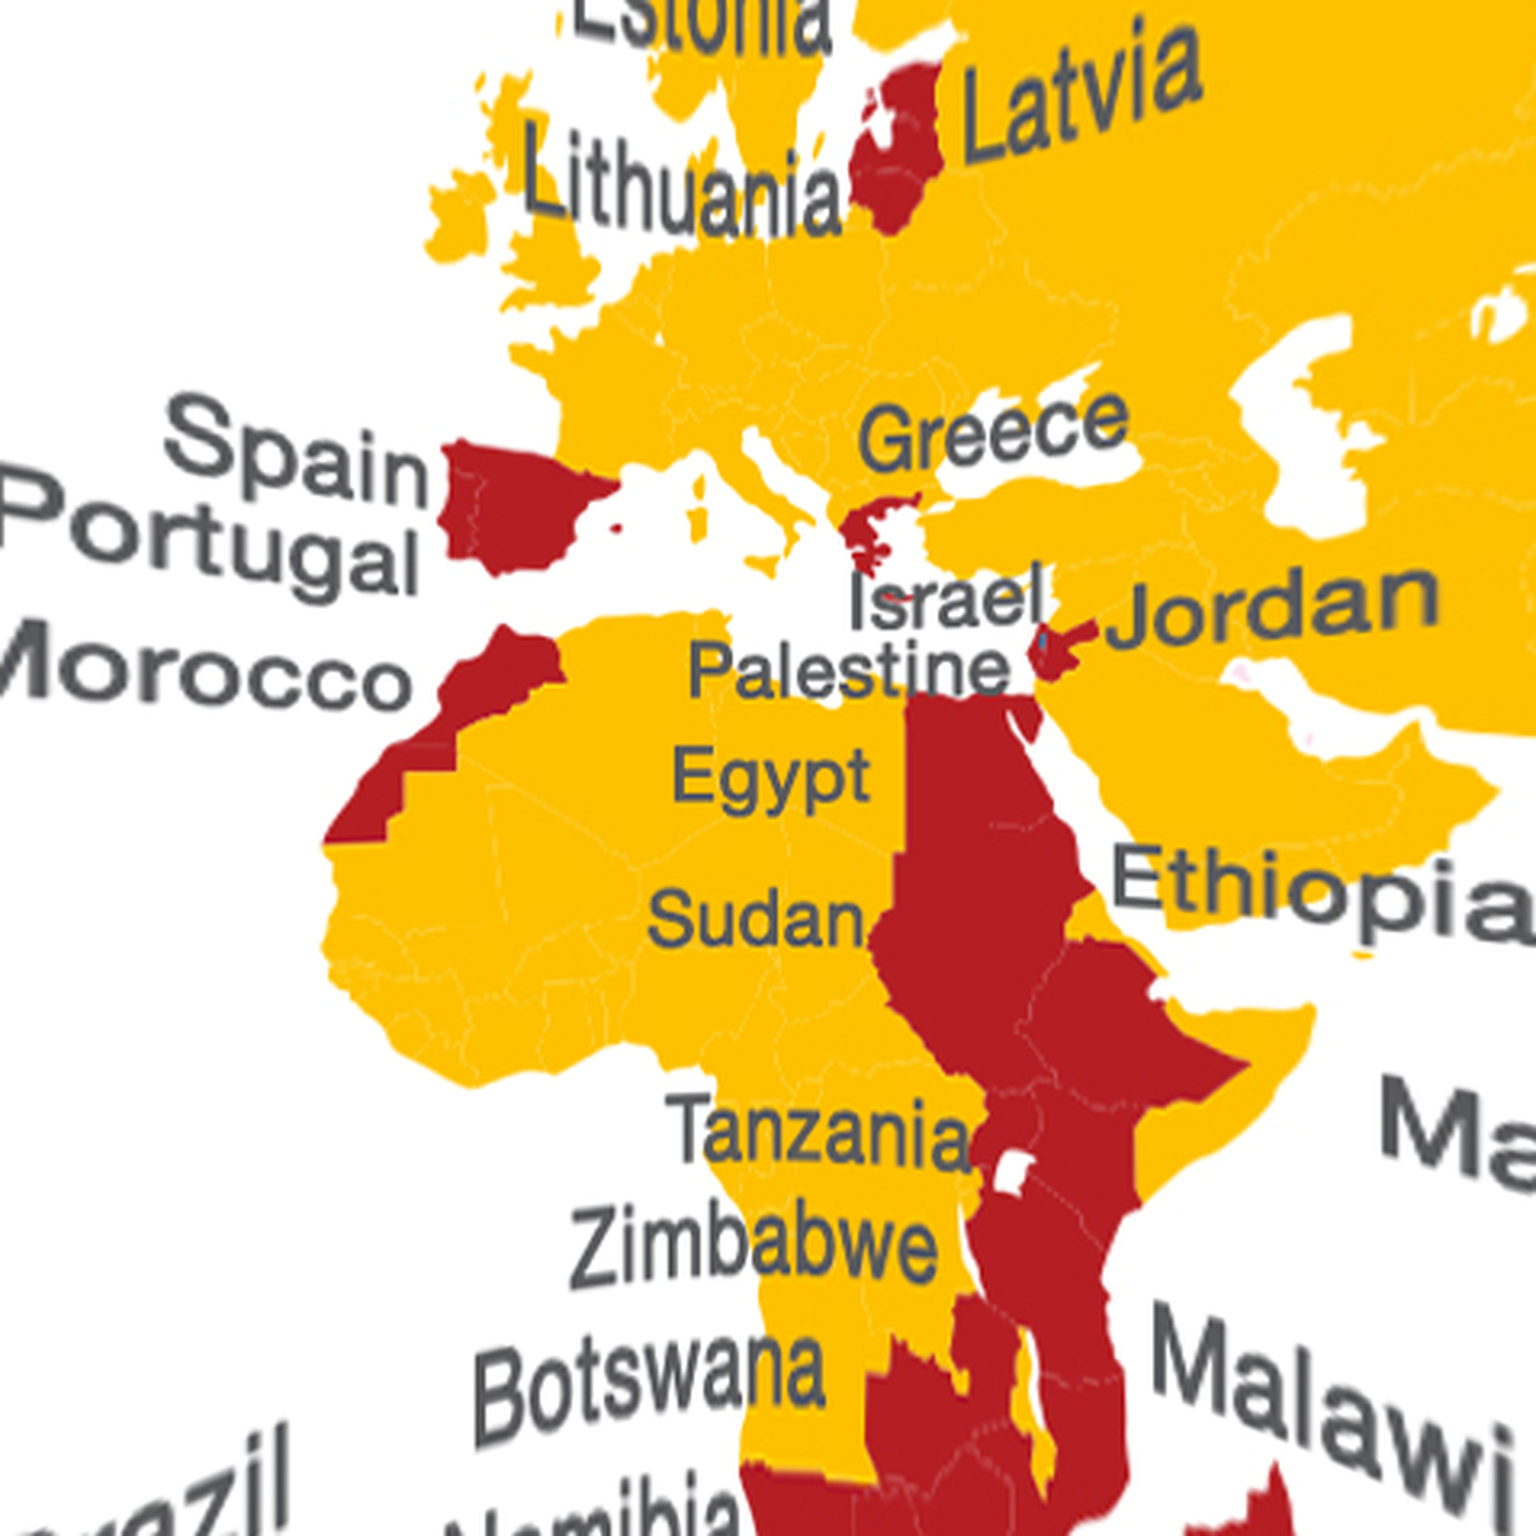 Estonia
Latvia
Lithuania
Greece
Spain
Portugal
Israel
Jordan
Palestine
Morocco
Egypt
Ethiopia
Sudan
Ma
Tanzania
Zimbabwe
Malawi
Botswana
razil
Namibia